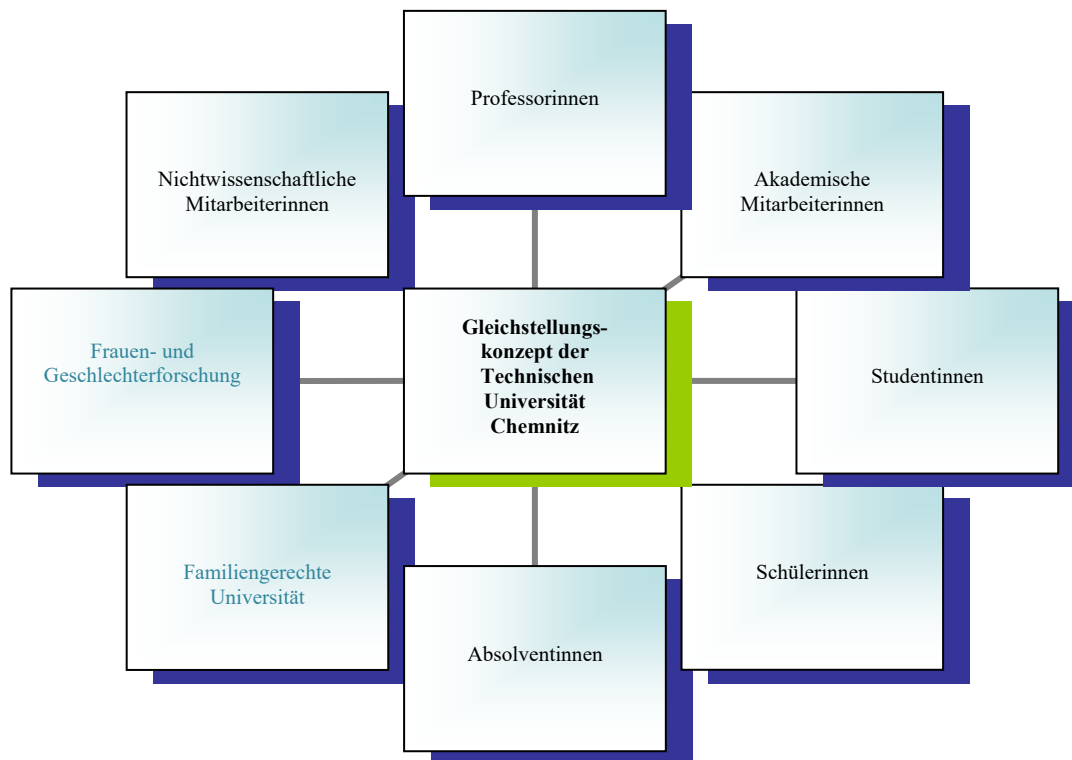 Professorinnen
Nichtwissenschaftliche
Mitarbeiterinnen
Akademische
Mitarbeiterinnen
Frauen- und
Geschlechterforschung
Gleichstellungs-
konzept der
Technischen
Universität
Chemnitz
Studentinnen
Familiengerechte
Universität
Absolventinnen
Schülerinnen